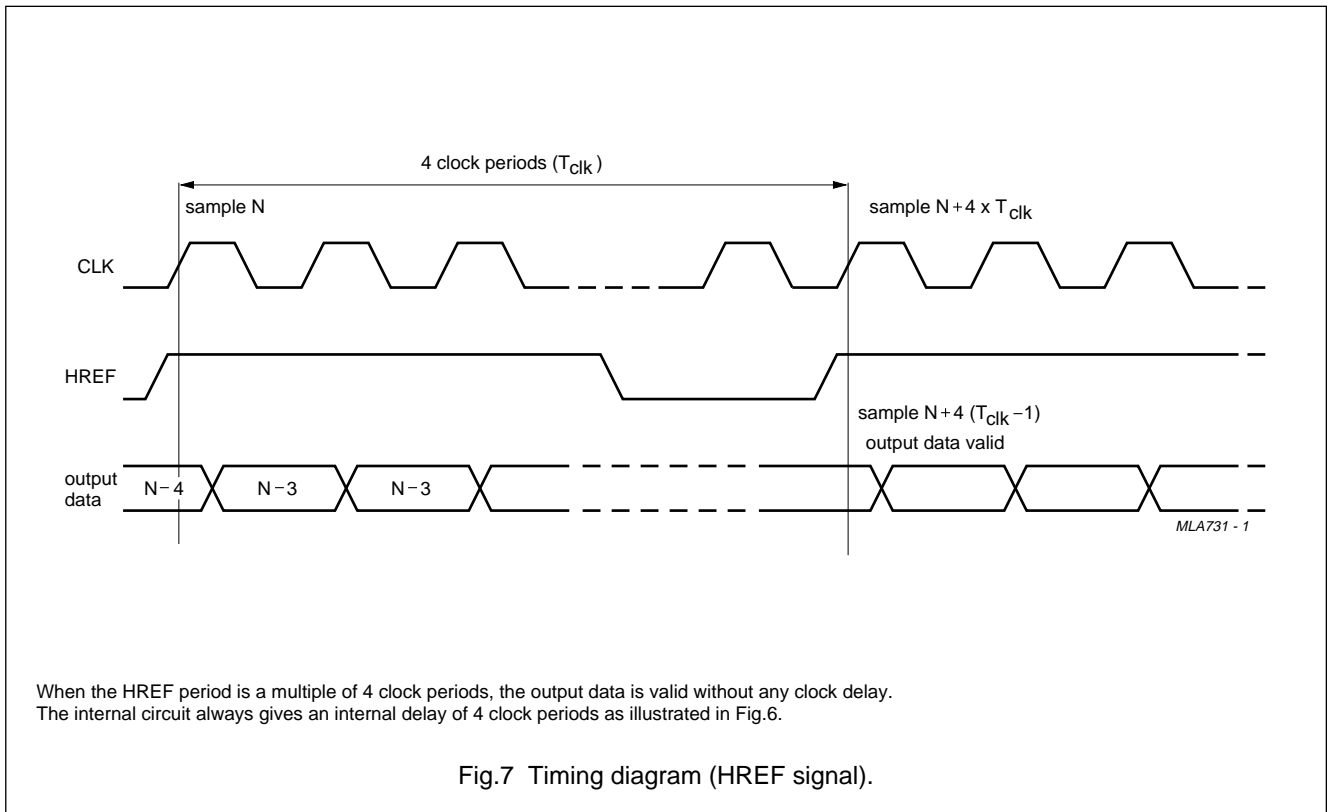 4 clock periods (Tclk)
sample N
sample N+4 x Tclk
CLK
HREF
sample N+4 (Tclk−1)
output data valid
output
data
N−4
N−3
N−3
MLA731 - 1
When the HREF period is a multiple of 4 clock periods, the output data is valid without any clock delay.
The internal circuit always gives an internal delay of 4 clock periods as illustrated in Fig.6.
Fig.7 Timing diagram (HREF signal).